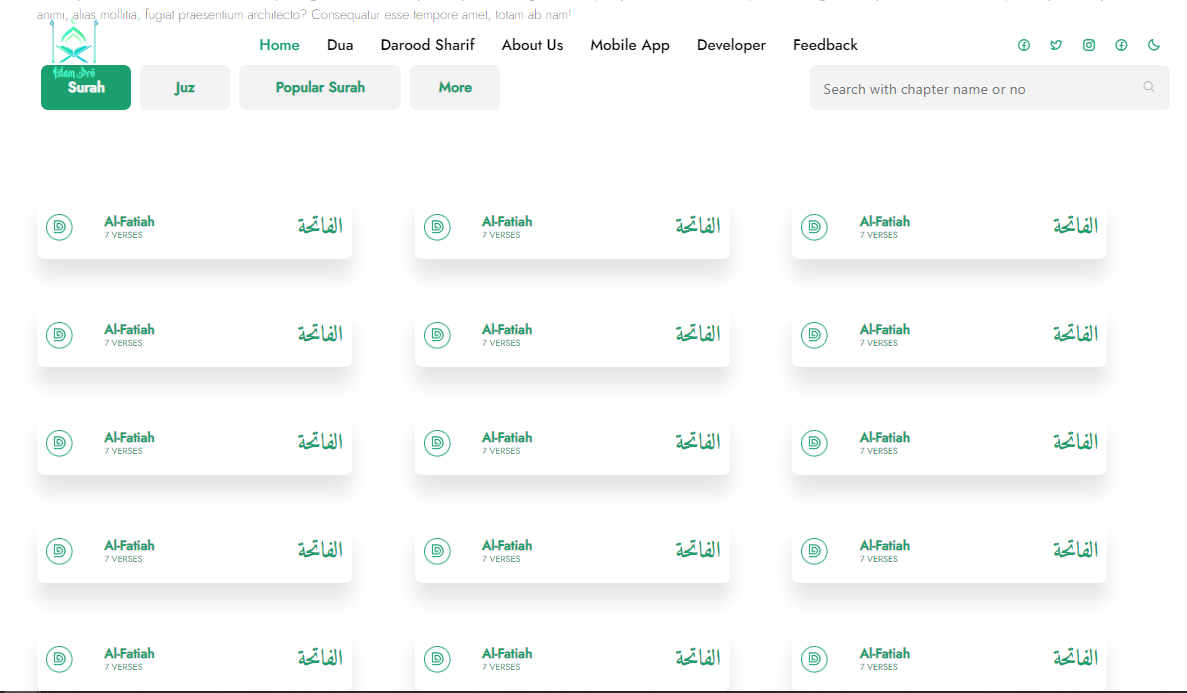 animi, alias mollitia, fugiat praesentium architecto? Consequatur esse tempore amet, totam ab nam!
Home Dua Darood Sharif About Us Mobile App Developer Feedback
Islam Pro
Surah Juz Popular Surah More Search with chapter name or no
Al-Fatiah الفاتحة Al-Fatiah الفاتحة Al-Fatiah الفاتحة
7 VERSES 7 VERSES 7 VERSES
Al-Fatiah الفاتحة Al-Fatiah الفاتحة Al-Fatiah الفاتحة
7 VERSES 7 VERSES 7 VERSES
Al-Fatiah الفاتحة Al-Fatiah الفاتحة Al-Fatiah الفاتحة
7 VERSES 7 VERSES 7 VERSES
Al-Fatiah الفاتحة Al-Fatiah الفاتحة Al-Fatiah الفاتحة
7 VERSES 7 VERSES 7 VERSES
Al-Fatiah الفاتحة Al-Fatiah الفاتحة Al-Fatiah الفاتحة
7 VERSES 7 VERSES 7 VERSES